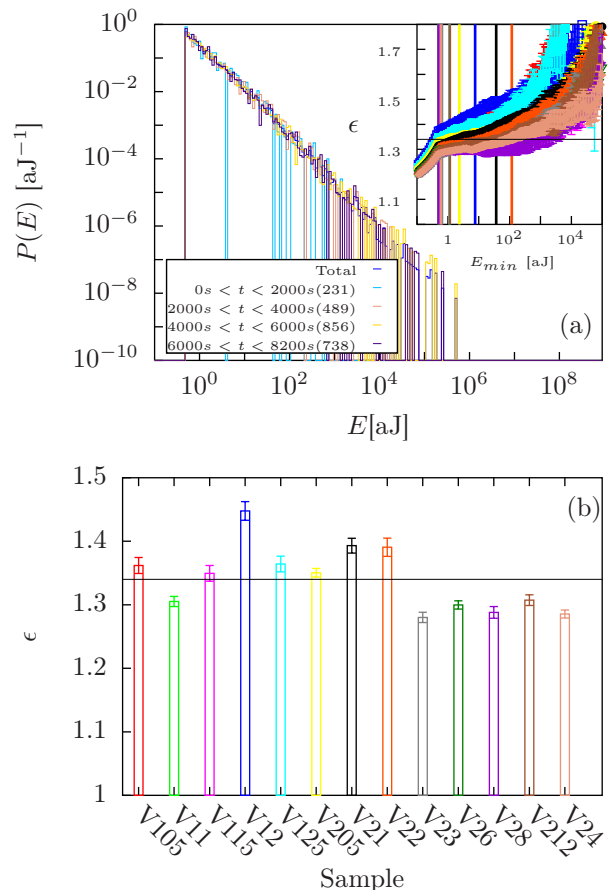 10^0
10^−2
10^−4
10^−6
10^−8
10^−10
P(E) [aJ^−1]
10^0 10^2 10^4 10^6 10^8
E[aJ]
Total
0s < t < 2000s(231)
2000s < t < 4000s(489)
4000s < t < 6000s(856)
6000s < t < 8200s(738)
(a)
1.7
1.5
1.3
1.1
ϵ
1 10^2 10^4
E_min [aJ]
1.5
1.4
1.3
1.2
1.1
1
ϵ
(b)
V105 V11 V115 V12 V125 V205 V21 V22 V23 V26 V28 V212 V24
Sample